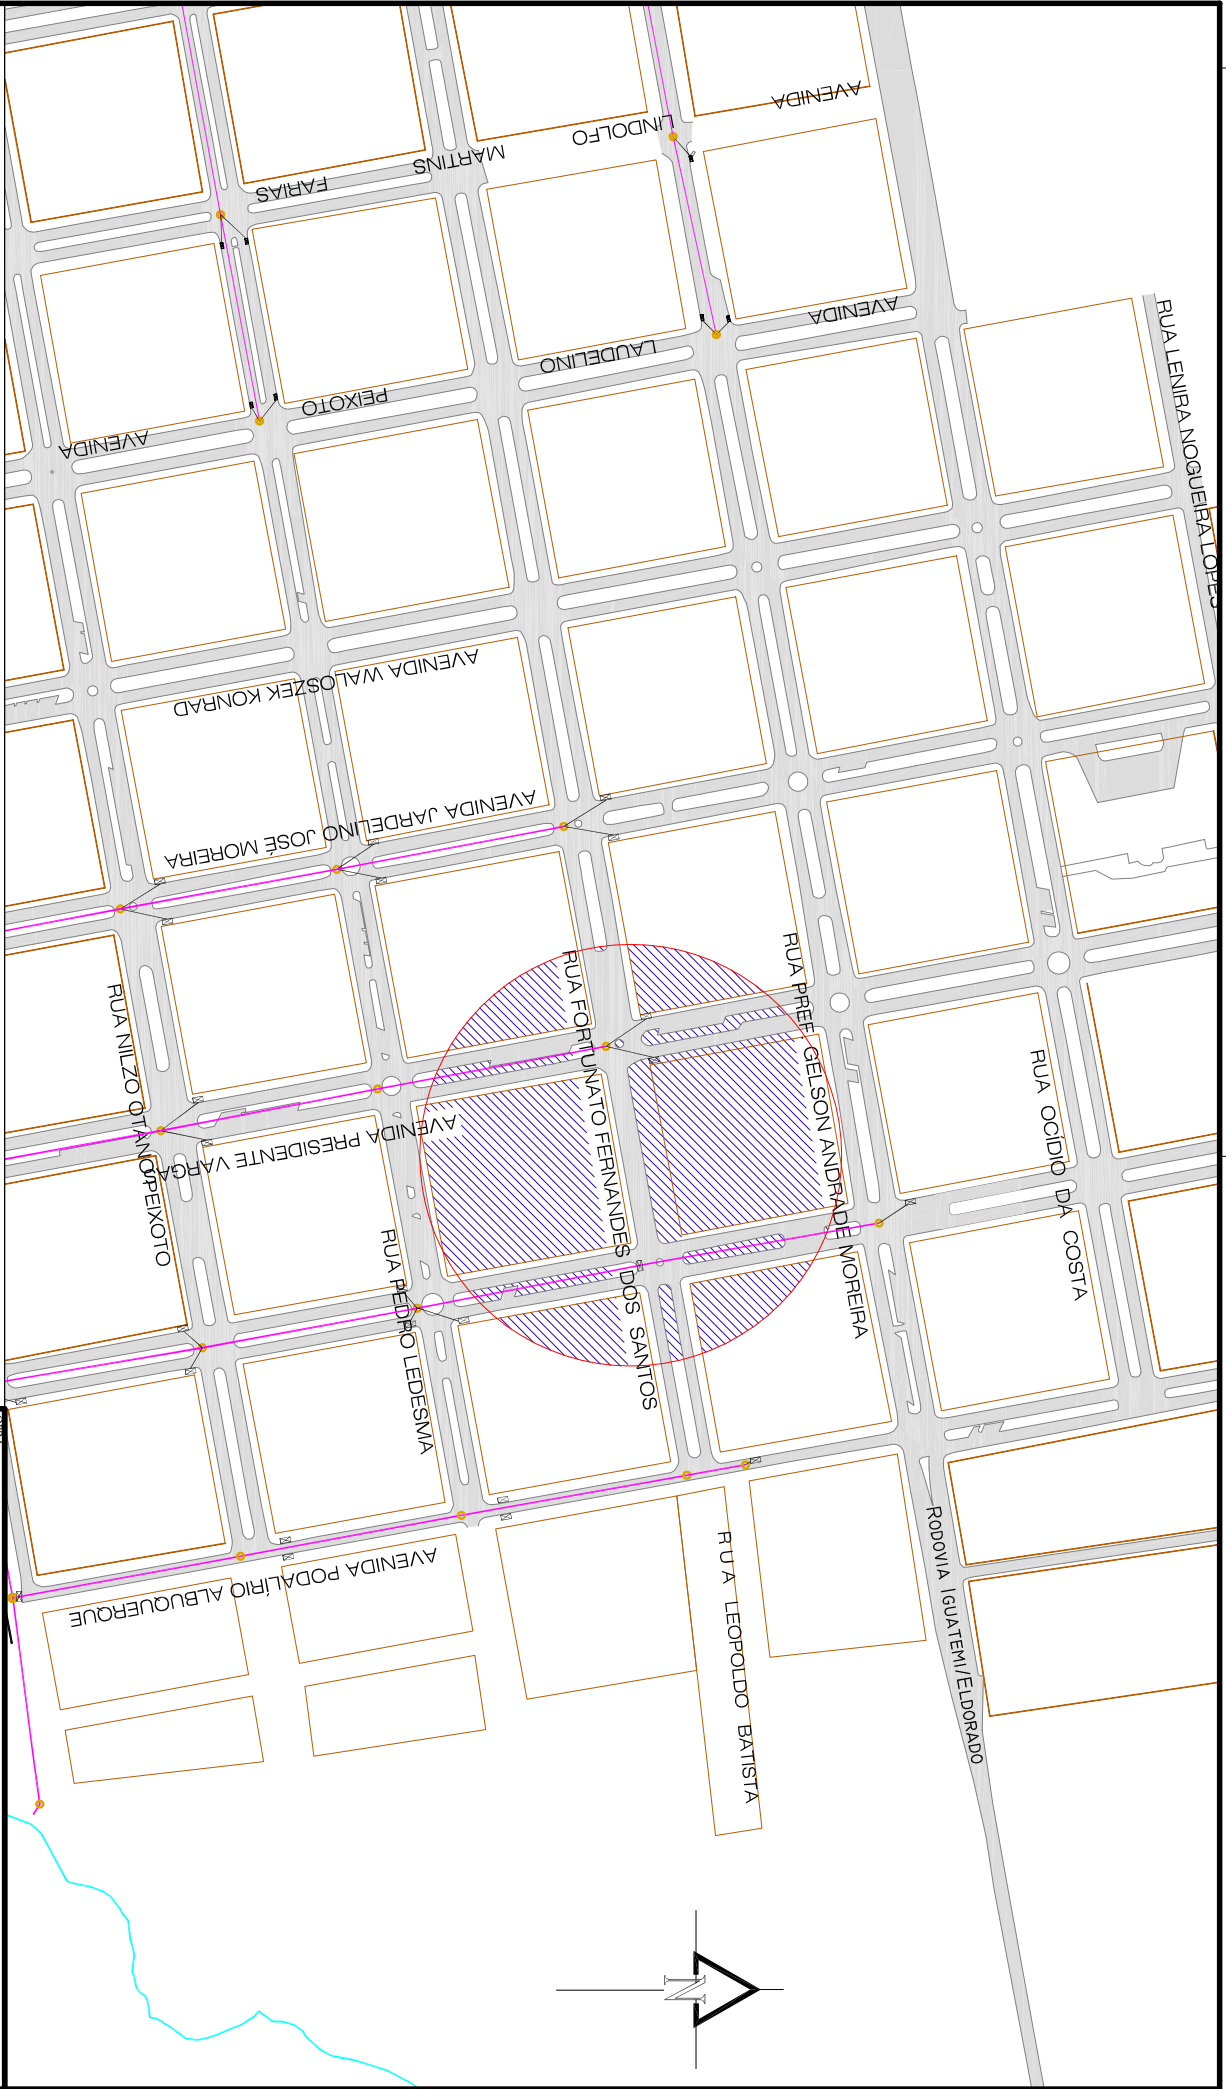 AVENIDA
LINDOLFO
MARTINS
FARIAS
AVENIDA
LAUDELINO
PEIXOTO
AVENIDA
RUA LENIRA NOGUEIRA LOPES
AVENIDA WALOSZEK KONRAD
AVENIDA JARDELINO JOSÉ MOREIRA
RUA NILZO OTANO PEIXOTO
RUA FORTUNATO FERNANDES DOS SANTOS
RUA PREF GELSON ANDRADE MOREIRA
RUA OCÍDIO DA COSTA
AVENIDA PRESIDENTE VARGAS
RUA PEDRO LEDESMA
AVENIDA PODALÍRIO ALBUQUERQUE
RUA LEOPOLDO BATISTA
RODOVIA IGUATEMI/ELDORADO
N